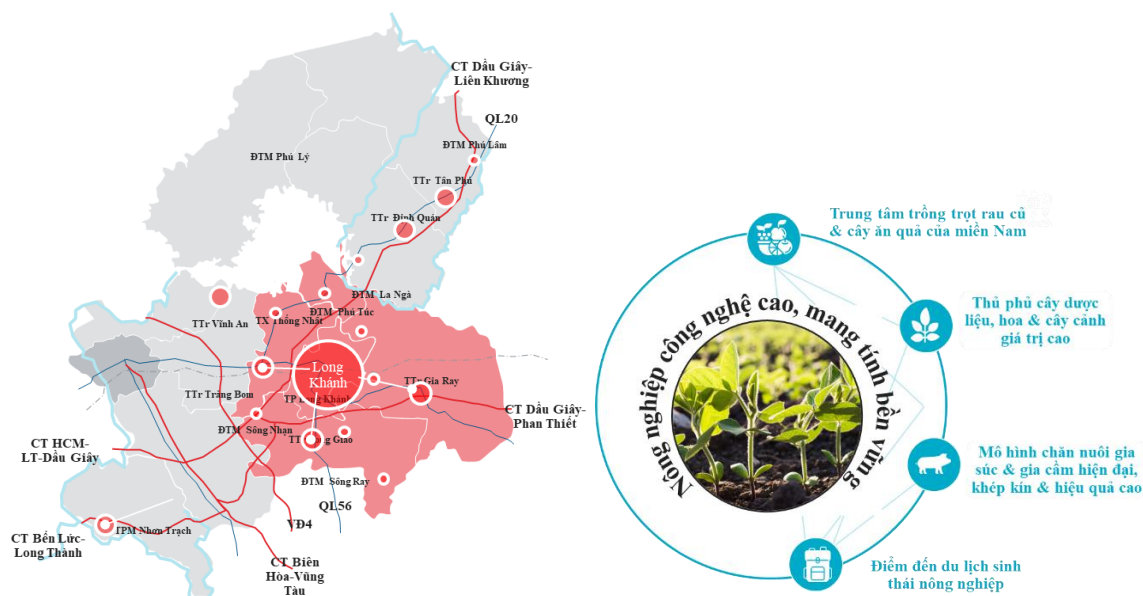 CT Dầu Giây-
Liên Khương
QL20
ĐTM Phú Lâm
ĐTM Phú Lý
TTr Tân Phú
TTr Định Quán
ĐTM La Ngà
ĐTM Phú Túc
TTr Vĩnh An
TX Thống Nhất
Long
Khánh
TTr Gia Ray
TTr Trảng Bom
TP Long Khánh
CT Dầu Giây-
Phan Thiết
ĐTM Sông Nhạn
Giao
CT HCM-
LT-Dầu Giây
ĐTM Sông Ray
QL56
VĐ4
TPM Nhơn Trạch
CT Bến Lức-
Long Thành
CT Biên
Hòa-Vũng
Tàu
Nông nghiệp công nghệ cao, mang tính bền vững
Trung tâm trồng trọt rau củ
& cây ăn quả của miền Nam
Thủ phủ cây dược
liệu, hoa & cây cảnh
giá trị cao
Mô hình chăn nuôi gia
súc & gia cầm hiện đại,
khép kín & hiệu quả cao
Điểm đến du lịch sinh
thái nông nghiệp